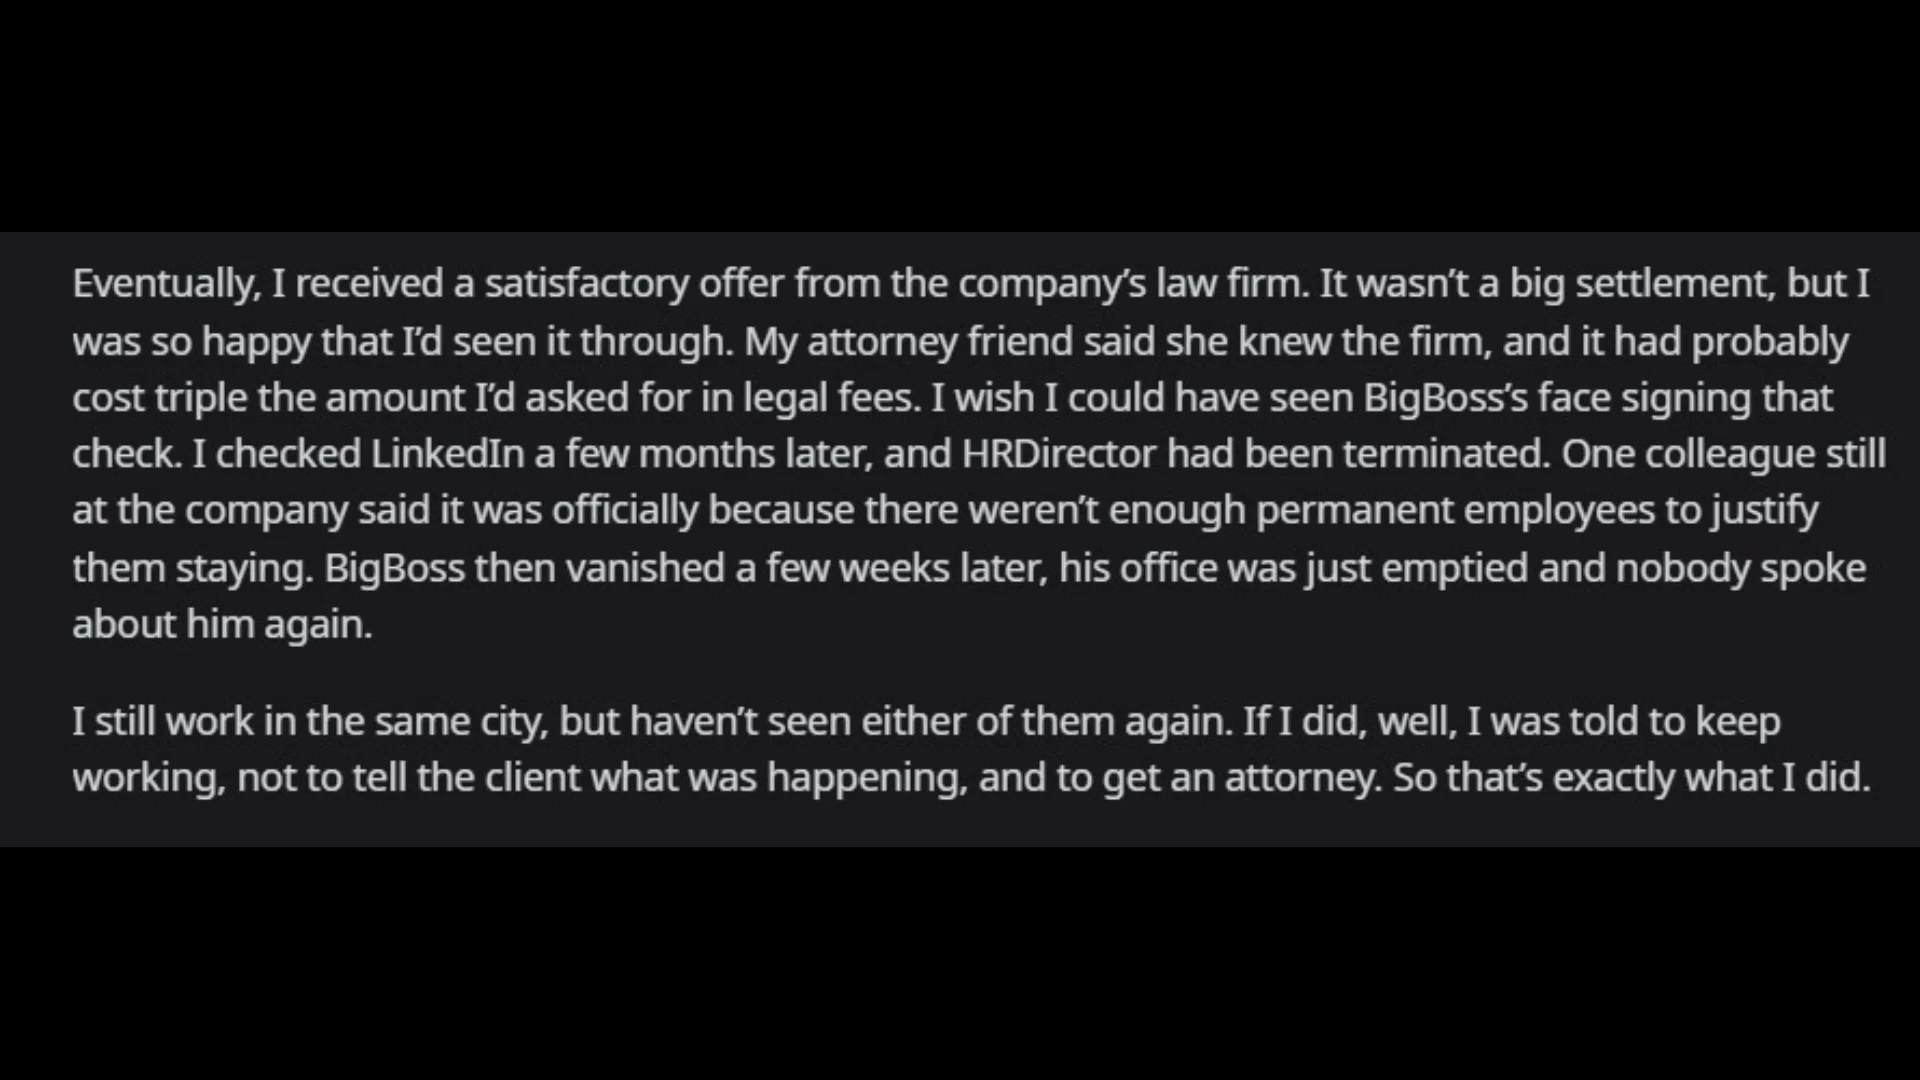 Eventually, I received a satisfactory offer from the company’s law firm. It wasn’t a big settlement, but I
was so happy that I’d seen it through. My attorney friend said she knew the firm, and it had probably
cost triple the amount I’d asked for in legal fees. I wish I could have seen BigBoss’s face signing that
check. I checked LinkedIn a few months later, and HRDirector had been terminated. One colleague still
at the company said it was officially because there weren’t enough permanent employees to justify
them staying. BigBoss then vanished a few weeks later, his office was just emptied and nobody spoke
about him again.
I still work in the same city, but haven’t seen either of them again. If I did, well, I was told to keep
working, not to tell the client what was happening, and to get an attorney. So that’s exactly what I did.